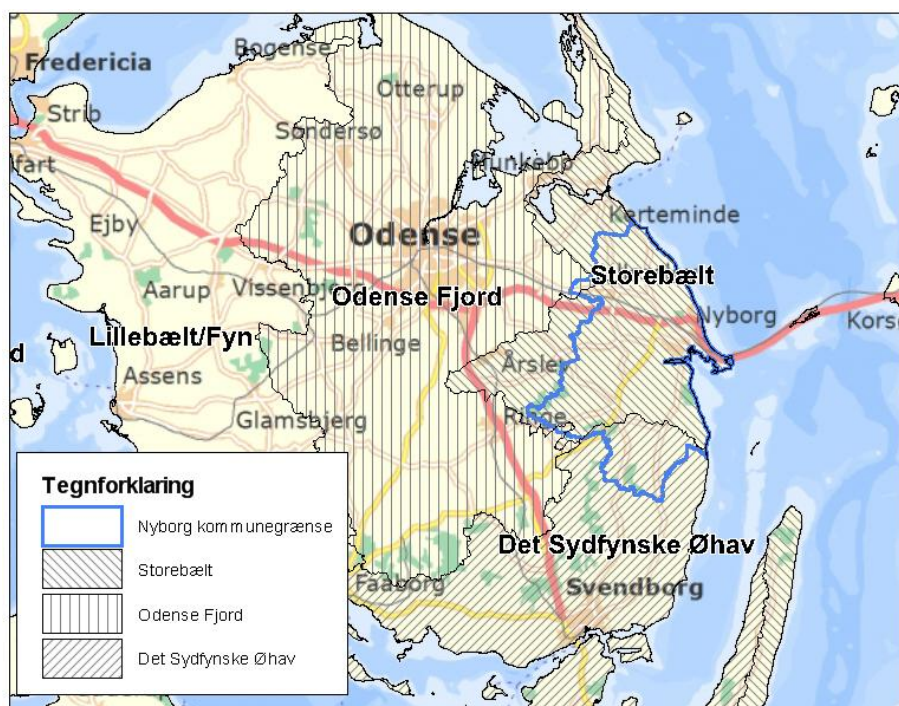 Bogense
Fredericia
Otterup
Strib
Søndersø
Munkebo
fart
Kerteminde
Ejby
Odense
Storebælt
Aarup
Vissenbjerg
Odense Fjord
Nyborg
Korsø
Lillebælt/Fyn
Bellinge
d
Årslev
Assens
Glamsbjerg
Ringe
Tegnforklaring
Nyborg kommunegrænse
Det Sydfynske Øhav
Storebælt
Faaborg
Svendborg
Odense Fjord
Det Sydfynske Øhav